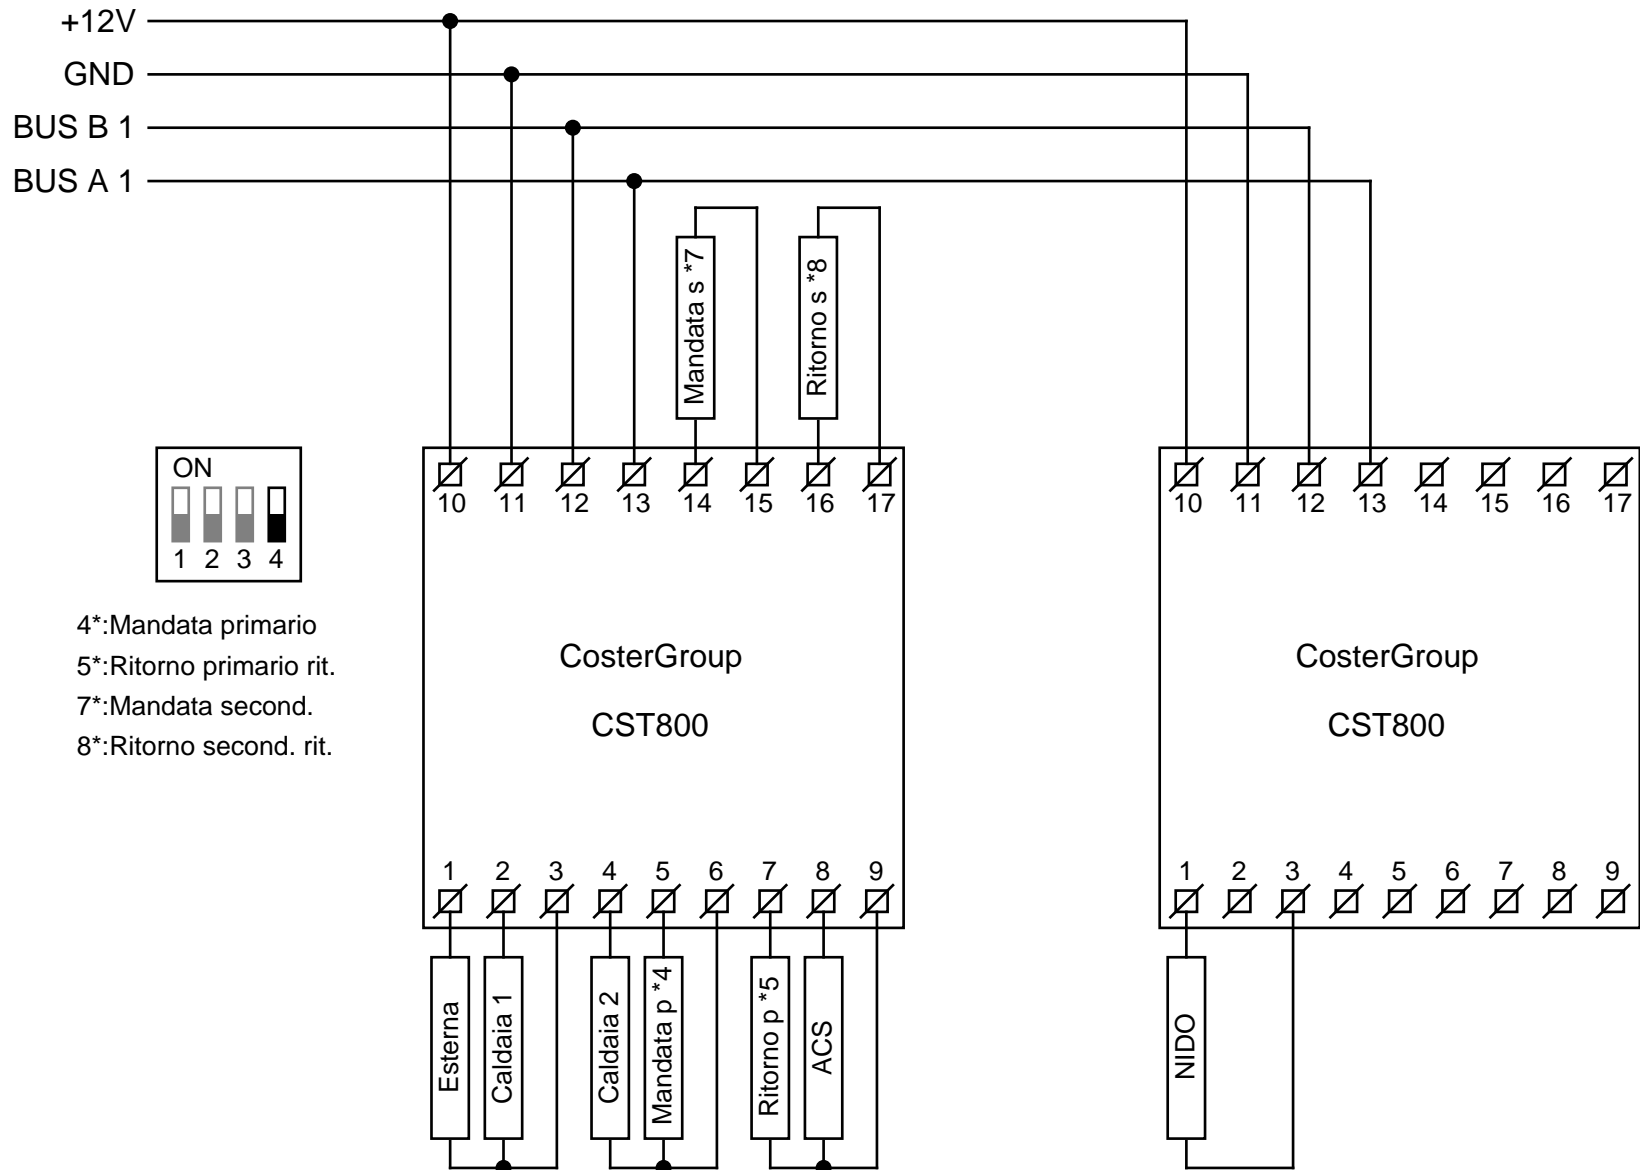 +12V
GND
BUS B 1
BUS A 1
Mandata s *7
Ritorno s *8
ON
1 2 3 4
4*:Mandata primario
5*:Ritorno primario rit.
7*:Mandata second.
8*:Ritorno second. rit.
10 11 12 13 14 15 16 17
CosterGroup
CST800
1 2 3 4 5 6 7 8 9
Esterna
Caldaia 1
Caldaia 2
Mandata p *4
Ritorno p *5
ACS
10 11 12 13 14 15 16 17
CosterGroup
CST800
1 2 3 4 5 6 7 8 9
NIDO